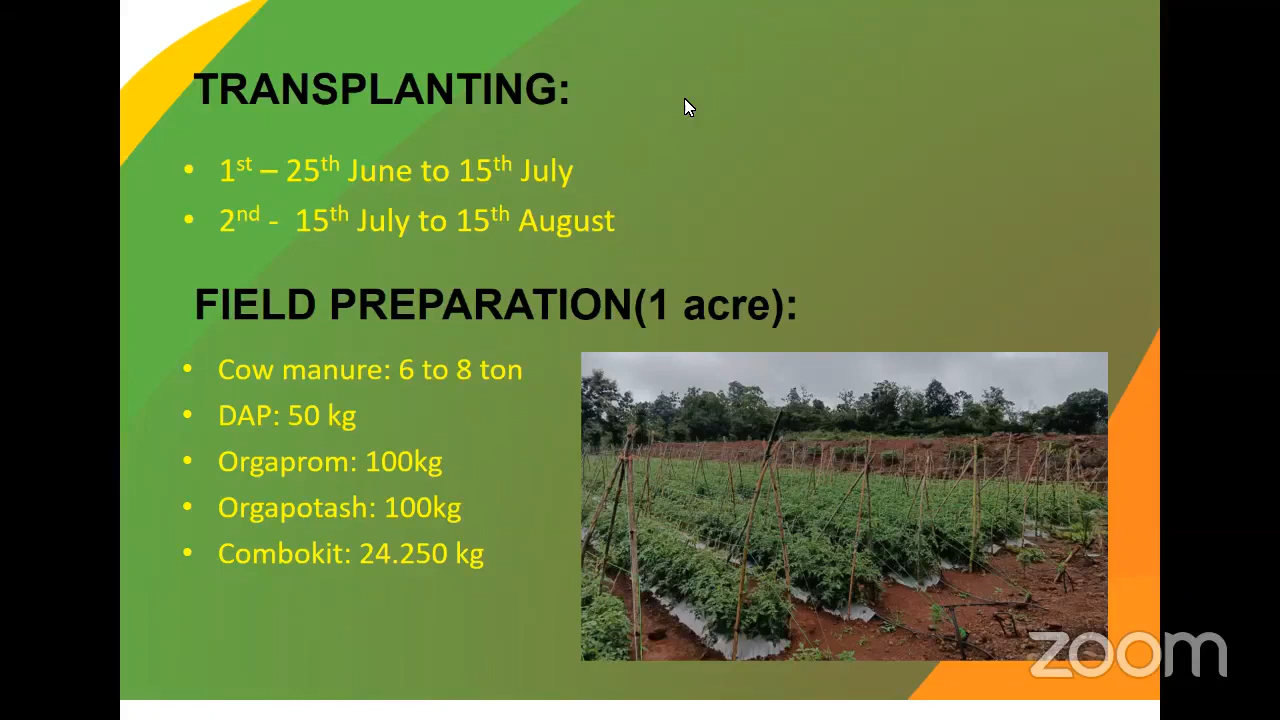 TRANSPLANTING:
• 1st – 25th June to 15th July
• 2nd - 15th July to 15th August
FIELD PREPARATION(1 acre):
• Cow manure: 6 to 8 ton
• DAP: 50 kg
• Orgaprom: 100kg
• Orgapotash: 100kg
• Combokit: 24.250 kg
zoom